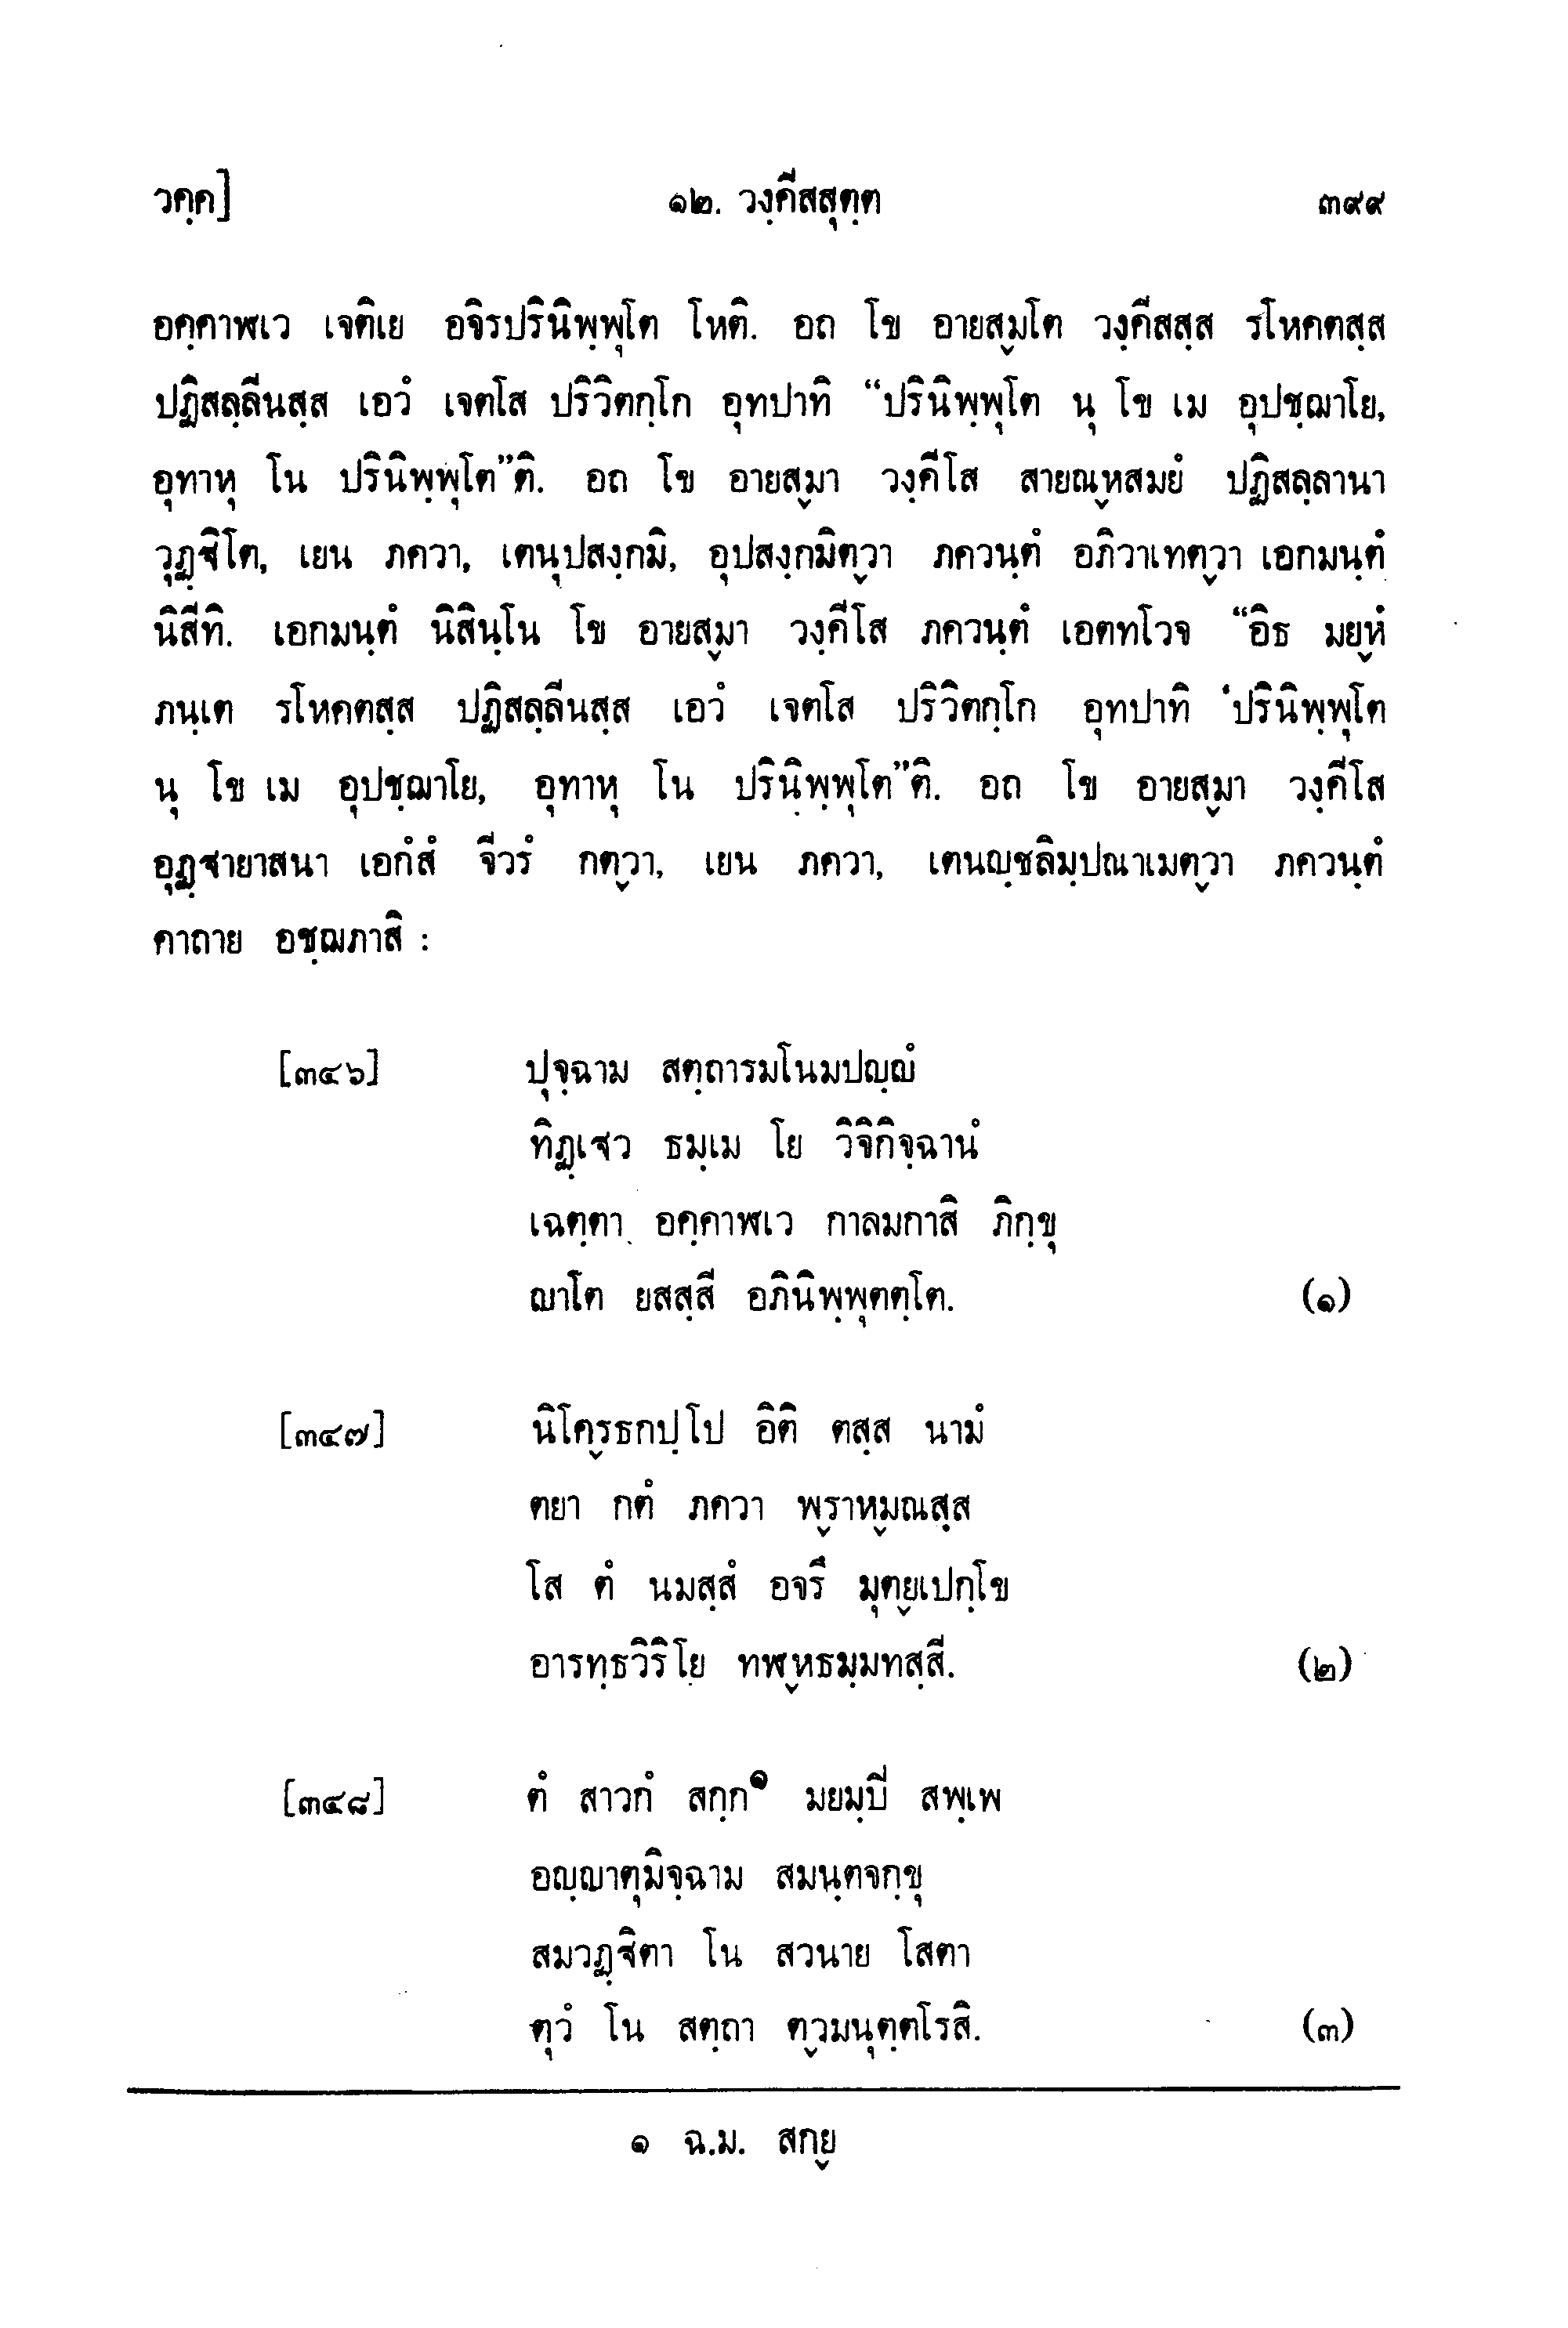 วคฺค]	๑๒. วงฺคีสสุตฺต	๓๙๙
อคฺคาฬเว เจติเย อจิรปรินิพฺพุโต โหติ. อถ โข อายสฺมโต วงฺคีสสฺส รโหคตสฺส
ปฏิสลฺลีนสฺส เอวํ เจตโส ปริวิตกฺโก อุทปาทิ “ปรินิพฺพุโต นุ โข เม อุปชฺฌาโย,
อุทาหุ โน ปรินิพฺพุโต”ติ. อถ โข อายสฺมา วงฺคีโส สายณฺหสมยํ ปฏิสลฺลานา
วุฏฺฐิโต, เยน ภควา, เตนุปสงฺกมิ, อุปสงฺกมิตฺวา ภควนฺตํ อภิวาเทตฺวา เอกมนฺตํ
นิสีทิ. เอกมนฺตํ นิสินฺโน โข อายสฺมา วงฺคีโส ภควนฺตํ เอตทโวจ “อิธ มยฺหํ
ภนฺเต รโหคตสฺส ปฏิสลฺลีนสฺส เอวํ เจตโส ปริวิตกฺโก อุทปาทิ ‘ปรินิพฺพุโต
นุ โข เม อุปชฺฌาโย, อุทาหุ โน ปรินิพฺพุโต”ติ. อถ โข อายสฺมา วงฺคีโส
อุฏฺฐายาสนา เอกํสํ จีวรํ กตฺวา, เยน ภควา, เตนญฺชลิมฺปณาเมตฺวา ภควนฺตํ
คาถาย อชฺฌภาสิ :
[๓๔๖]	ปุจฺฉาม สตฺถารมโนมปญฺญํ
ทิฏฺเฐว ธมฺเม โย วิจิกิจฺฉานํ
เฉตฺตา อคฺคาฬเว กาลมกาสิ ภิกฺขุ
ญาโต ยสสฺสี อภินิพฺพุตตฺโต.	(๑)
[๓๔๗]	นิโคฺรธกปฺโป อิติ ตสฺส นามํ
ตยา กตํ ภควา พฺราหฺมณสฺส
โส ตํ นมสฺสํ อจรึ มุตฺยเปกฺโข
อารทฺธวิริโย ทฬฺหธมฺมทสฺสี.	(๒)
[๓๔๘]	ตํ สาวกํ สกฺก๑ มยมฺปี สพฺเพ
อญฺญาตุมิจฺฉาม สมนฺตจกฺขุ
สมวฏฺฐิตา โน สวนาย โสตา
ตุวํ โน สตฺถา ตฺวมนุตฺตโรสิ.	(๓)
๑ ฉ.ม. สกฺย